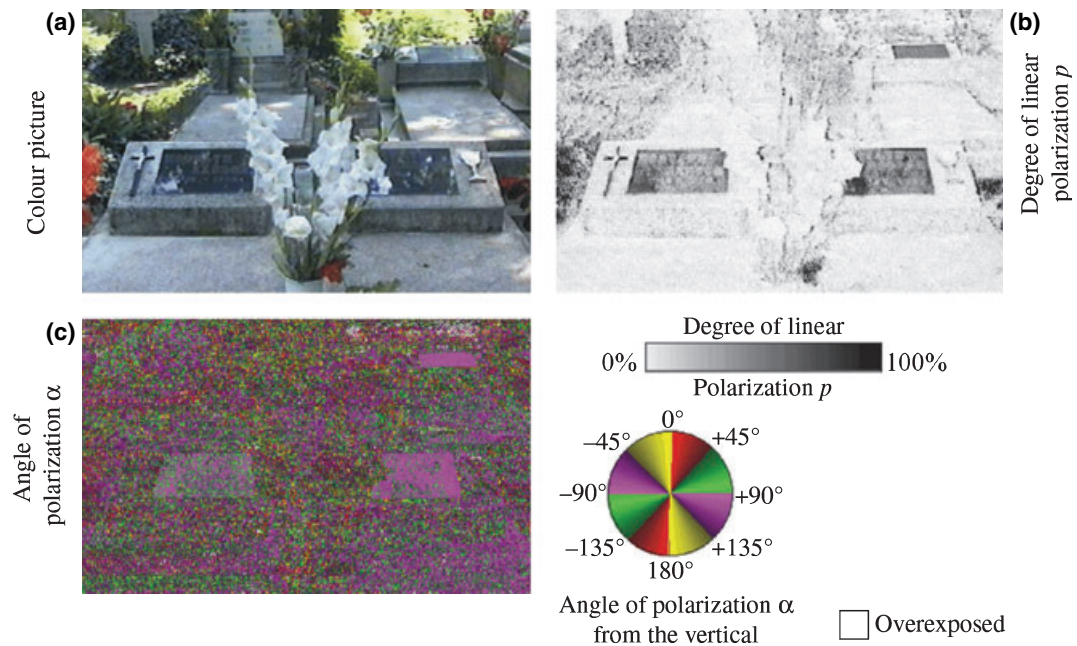 (a)
Colour picture
(b)
Degree of linear
polarization p
(c)
Angle of
polarization α
Degree of linear
0% 100%
Polarization p
0°
–45° +45°
–90° +90°
–135° +135°
180°
Angle of polarization α
from the vertical
Overexposed